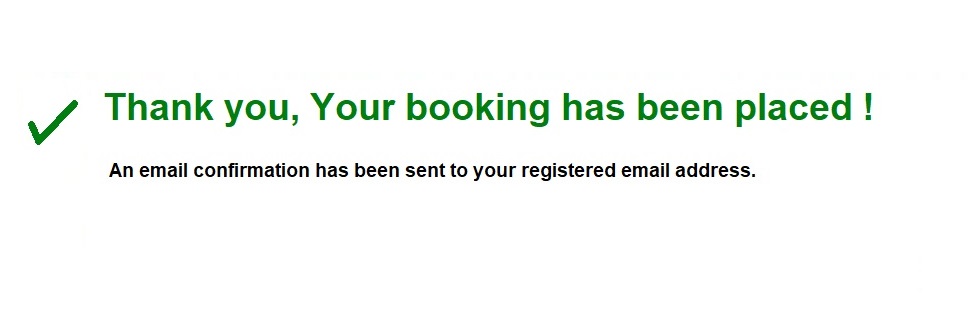 Thank you, Your booking has been placed !
An email confirmation has been sent to your registered email address.